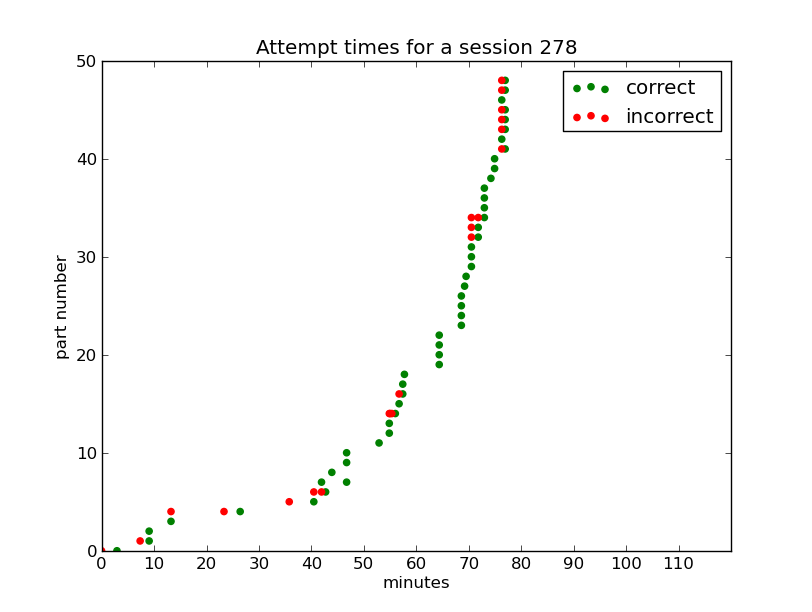 Attempt times for a session 278
correct
incorrect
50
40
30
20
10
0
part number
0 10 20 30 40 50 60 70 80 90 100 110
minutes